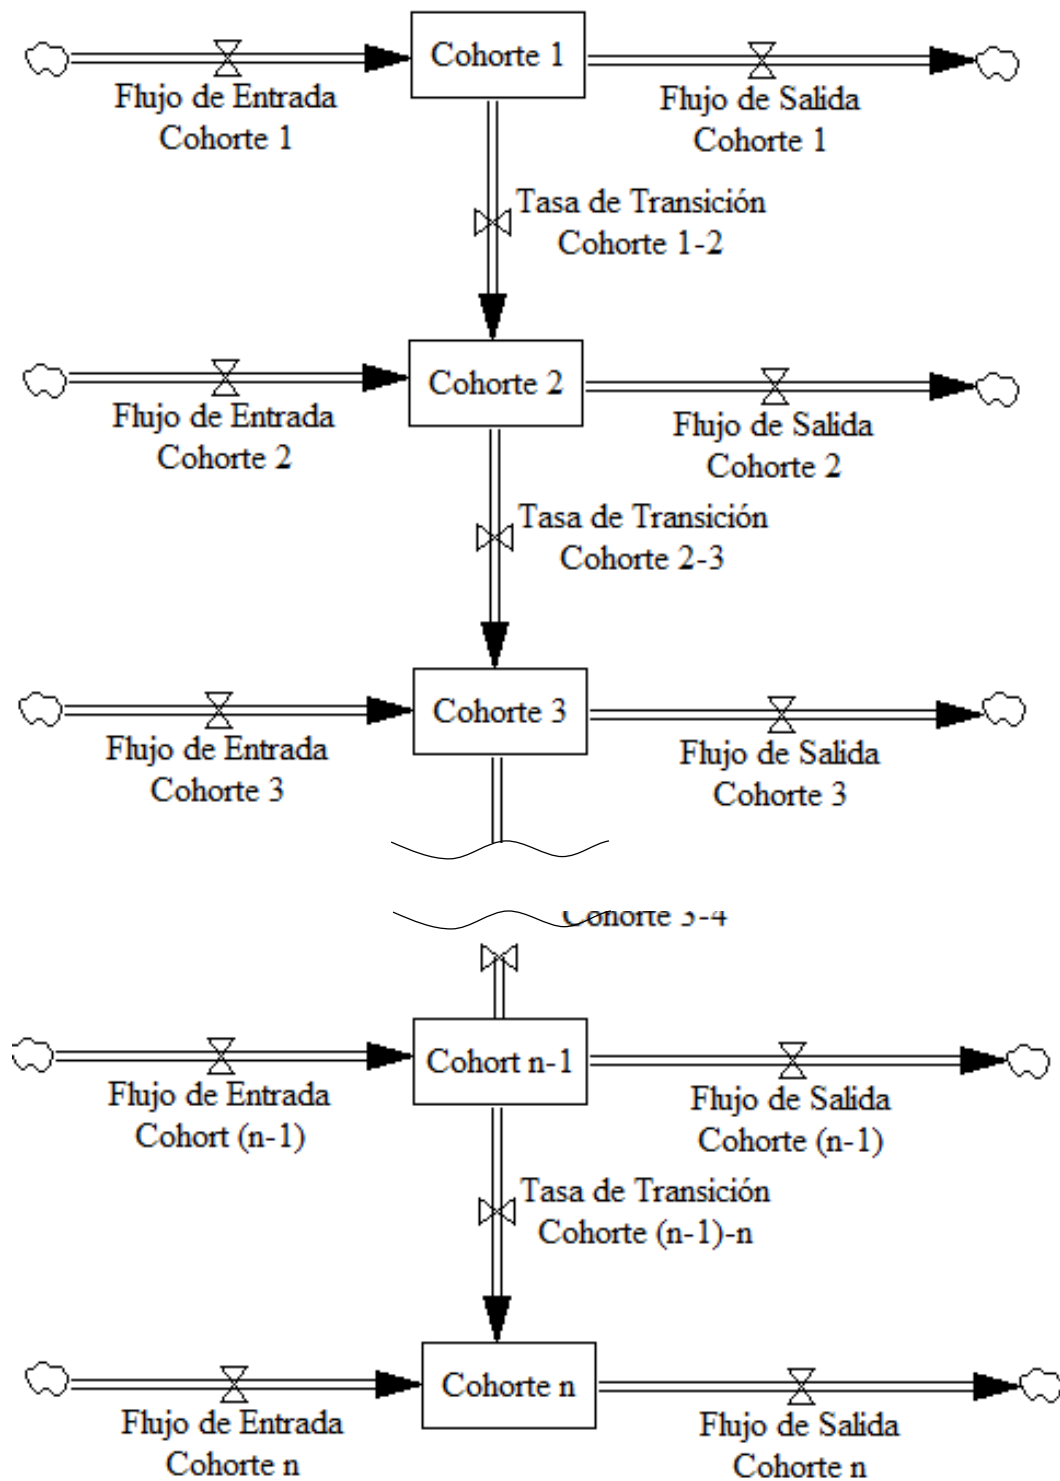 Cohorte 1
Flujo de Entrada
Cohorte 1
Flujo de Salida
Cohorte 1
Tasa de Transición
Cohorte 1-2
Cohorte 2
Flujo de Entrada
Cohorte 2
Flujo de Salida
Cohorte 2
Tasa de Transición
Cohorte 2-3
Cohorte 3
Flujo de Entrada
Cohorte 3
Flujo de Salida
Cohorte 3
Cohorte 3-4
Cohort n-1
Flujo de Entrada
Cohort (n-1)
Flujo de Salida
Cohorte (n-1)
Tasa de Transición
Cohorte (n-1)-n
Cohorte n
Flujo de Entrada
Cohorte n
Flujo de Salida
Cohorte n